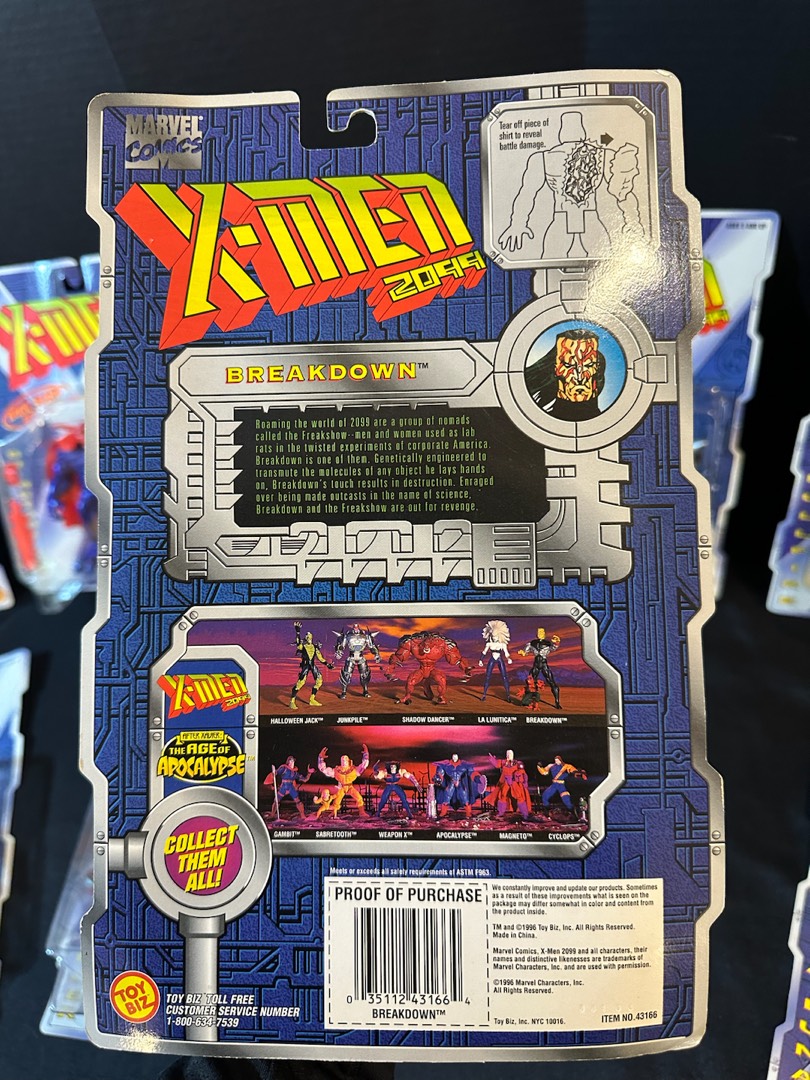 MARVEL
COMICS
Tear off piece of
shirt to reveal
battle damage.
X-MEN
2099
BREAKDOWN™
Roaming the world of 2099 are a group of nomads
called the Freakshow--men and women used as lab
rats in the twisted experiments of corporate America.
Breakdown is one of them. Genetically engineered to
transmute the molecules of any object he lays hands
on, Breakdown's touch results in destruction. Enraged
over being made outcasts in the name of science,
Breakdown and the Freakshow are out for revenge.
X-MEN
2099
HALLOWEEN JACK™ JUNKPILE™ SHADOW DANCER™ LA LUNITICA™ BREAKDOWN™
AFTER XAVIER:
THE AGE OF
APOCALYPSE™
GAMBIT™ SABRETOOTH™ WEAPON X™ APOCALYPSE™ MAGNETO™ CYCLOPS™
COLLECT
THEM
ALL!
Meets or exceeds all safety requirements of ASTM F963.
PROOF OF PURCHASE
0 35112 43166 4
BREAKDOWN™
We constantly improve and update our products. Sometimes
as a result of these improvements what is seen on the
package may differ somewhat in color and content from
the product inside.
TM and ©1996 Toy Biz, Inc. All Rights Reserved.
Made in China.
Marvel Comics, X-Men 2099 and all characters, their
names and distinctive likenesses are trademarks of
Marvel Characters, Inc. and are used with permission.
©1996 Marvel Characters, Inc.
All Rights Reserved.
Toy Biz, Inc. NYC 10016.
ITEM NO.43166
TOY
BIZ
TOY BIZ TOLL FREE
CUSTOMER SERVICE NUMBER
1-800-634-7539
X-ME
MEN